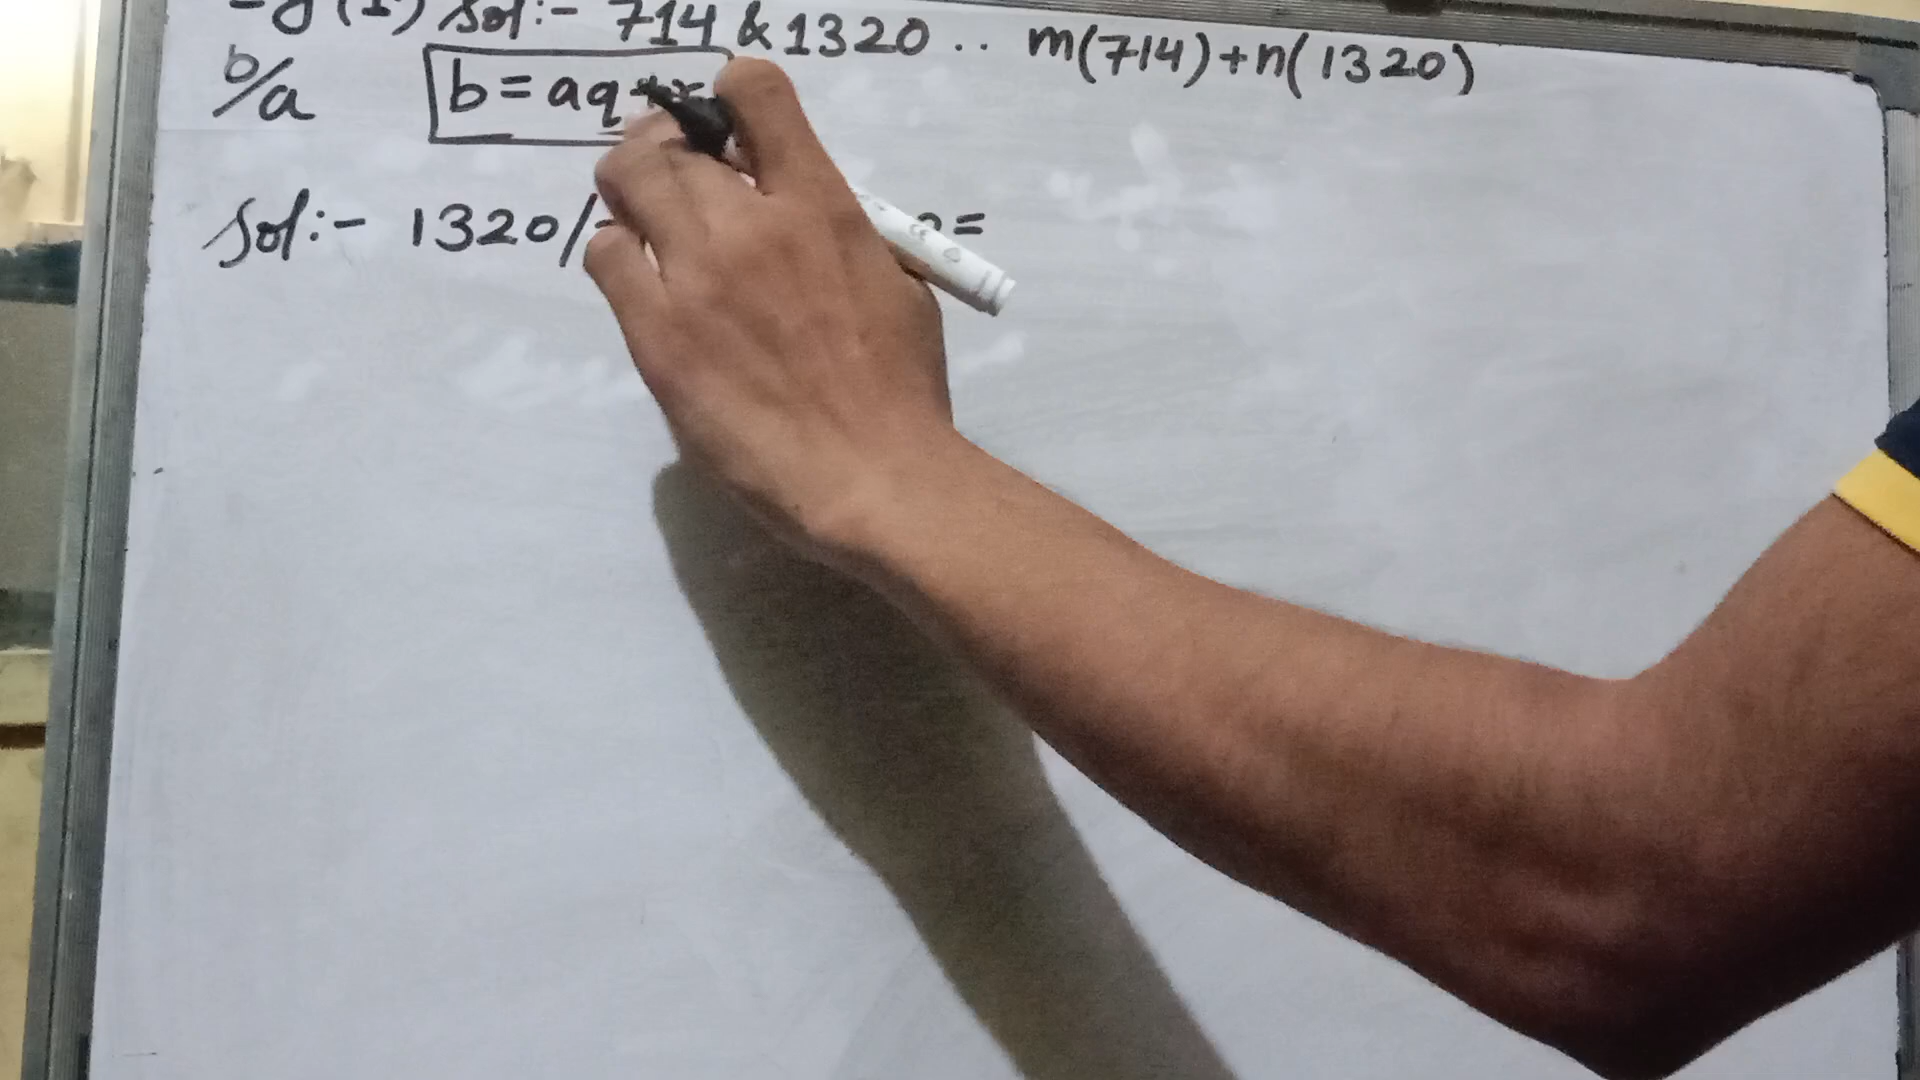 (I) Sol:- 714 & 1320 .. m(714)+n(1320)
b/a b=aq+
Sol:- 1320/ =